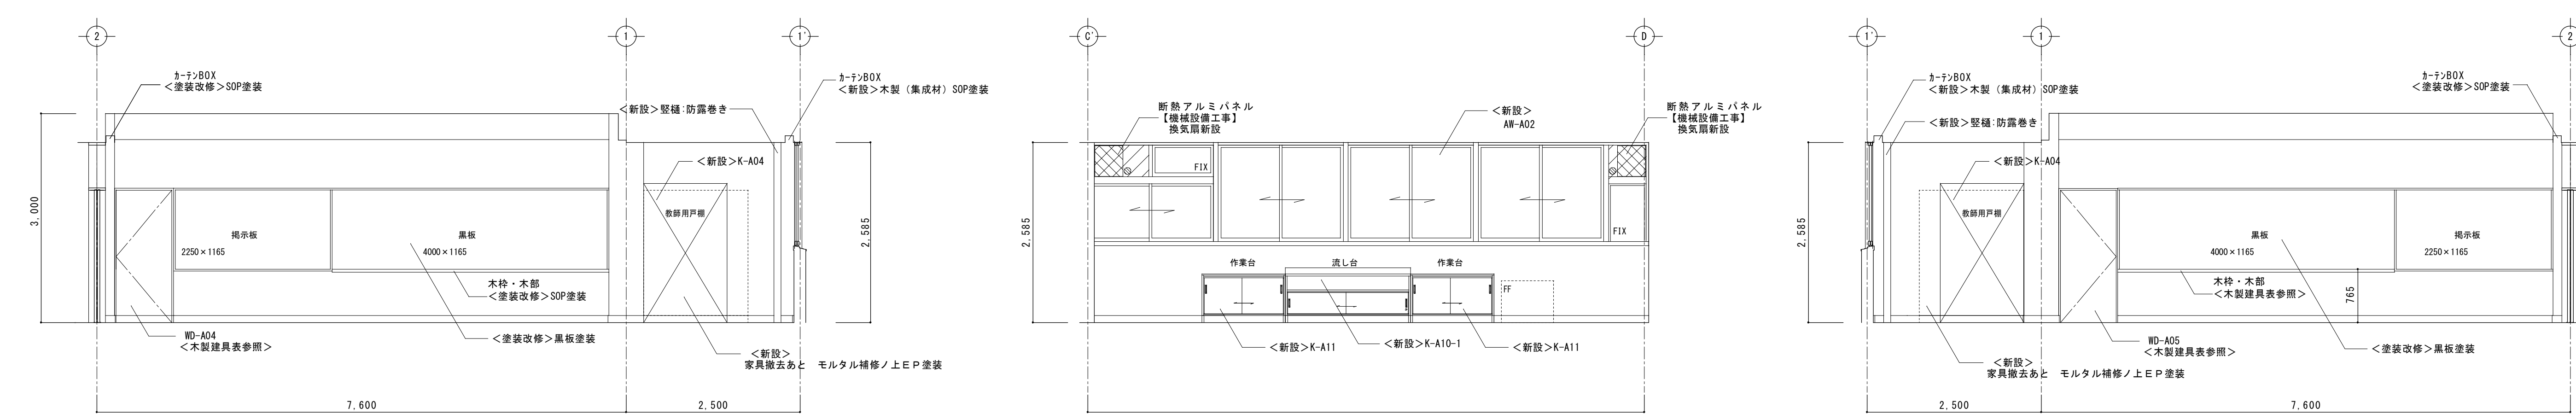 2
1
1'
カーテンBOX
＜塗装改修＞SOP塗装
カーテンBOX
＜新設＞木製（集成材）SOP塗装
＜新設＞竪樋:防露巻き
＜新設＞K-A04
3,000
2,585
教師用戸棚
掲示板
2250×1165
黒板
4000×1165
木枠・木部
＜塗装改修＞SOP塗装
WD-A04
＜木製建具表参照＞
＜塗装改修＞黒板塗装
＜新設＞
家具撤去あと　モルタル補修ノ上ＥＰ塗装
7,600
2,500
C'
D
断熱アルミパネル
【機械設備工事】
換気扇新設
＜新設＞
AW-A02
断熱アルミパネル
【機械設備工事】
換気扇新設
FIX
FIX
2,585
作業台
流し台
作業台
FF
＜新設＞K-A11
＜新設＞K-A10-1
＜新設＞K-A11
1'
1
2
カーテンBOX
＜新設＞木製（集成材）SOP塗装
カーテンBOX
＜塗装改修＞SOP塗装
＜新設＞竪樋:防露巻き
＜新設＞K-A04
2,585
教師用戸棚
黒板
4000×1165
掲示板
2250×1165
木枠・木部
＜木製建具表参照＞
765
WD-A05
＜木製建具表参照＞
＜塗装改修＞黒板塗装
＜新設＞
家具撤去あと　モルタル補修ノ上ＥＰ塗装
2,500
7,600